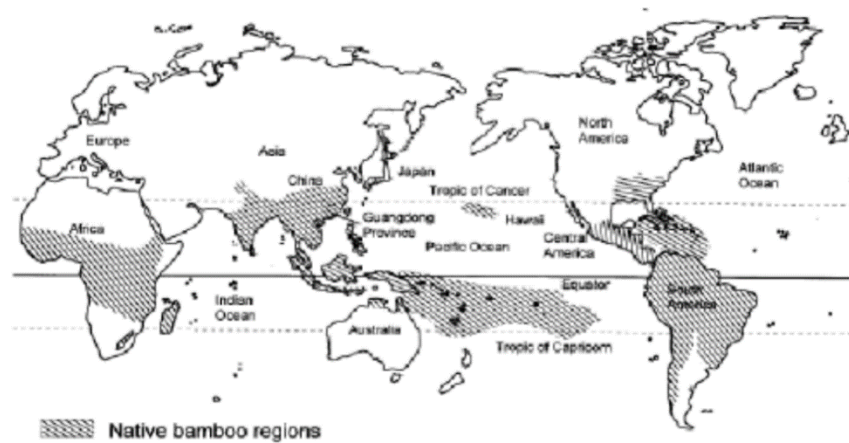 Europe
Asia
North
America
China
Japan
Atlantic
Ocean
Tropic of Cancer
Africa
Guangdong
Province
Hawaii
Pacific Ocean
Central
America
Equator
South
America
Indian
Ocean
Australia
Tropic of Capricorn
Native bamboo regions